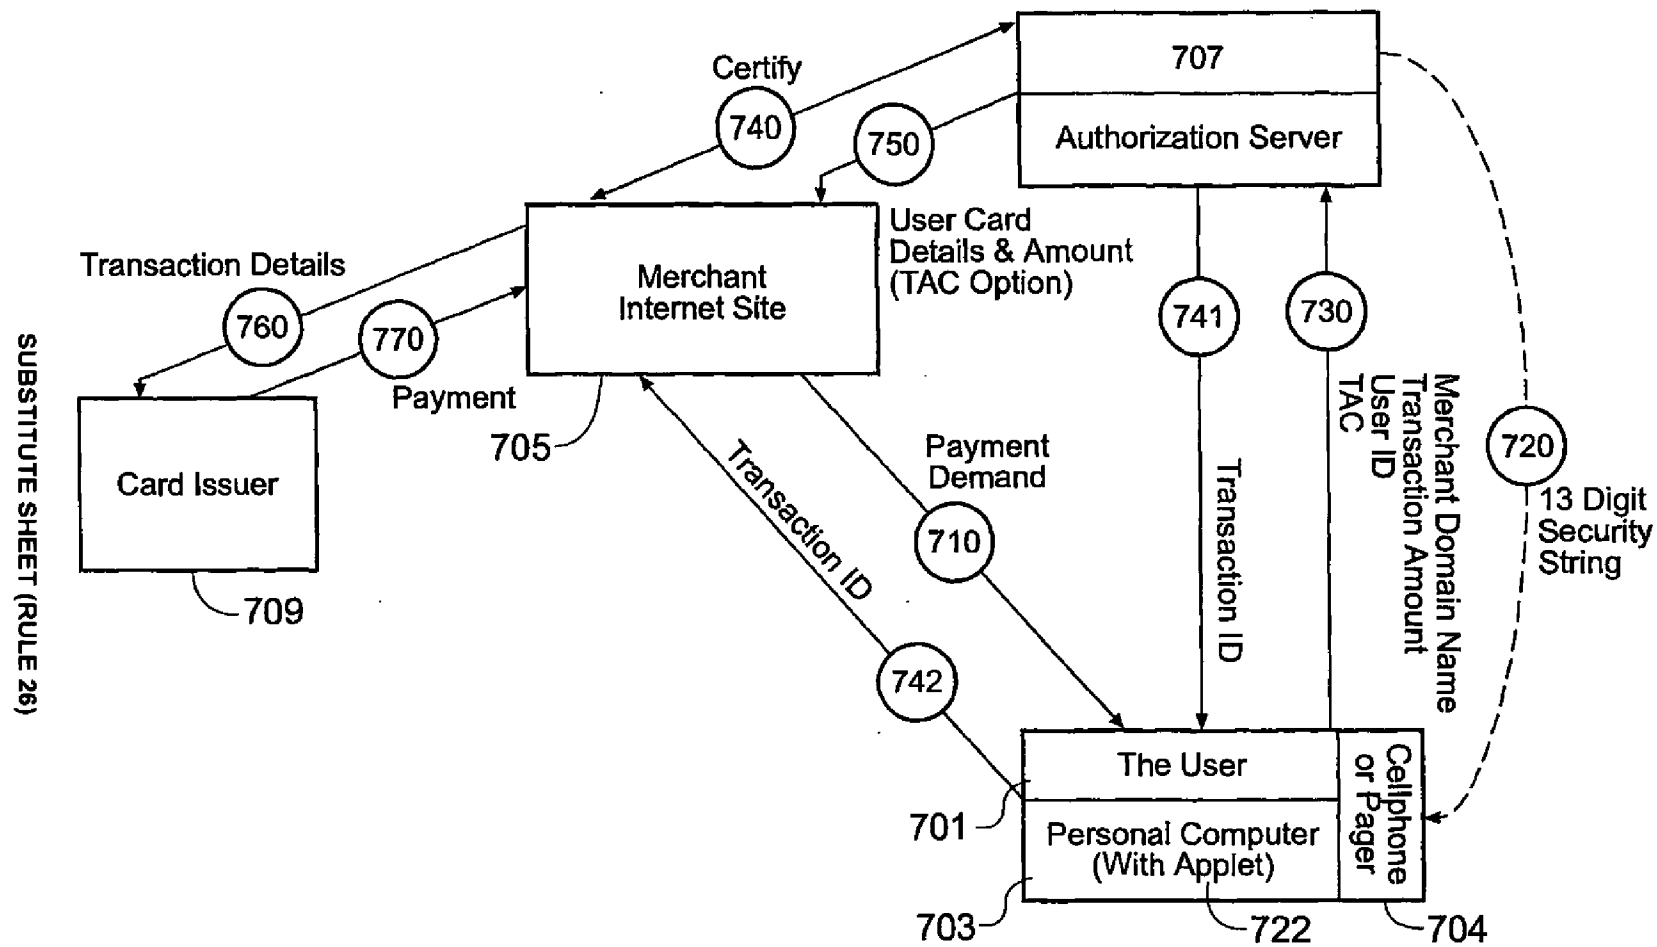 707
Authorization Server
Certify
740
750
User Card
Details & Amount
(TAC Option)
Merchant
Internet Site
705
Transaction Details
760
770
Payment
Card Issuer
709
Payment
Demand
710
Transaction ID
742
741
Transaction ID
730
Merchant Domain Name
Transaction Amount
User ID
TAC
720
13 Digit
Security
String
The User
701
Personal Computer
(With Applet)
703
722
Cellphone
or Pager
704
SUBSTITUTE SHEET (RULE 26)